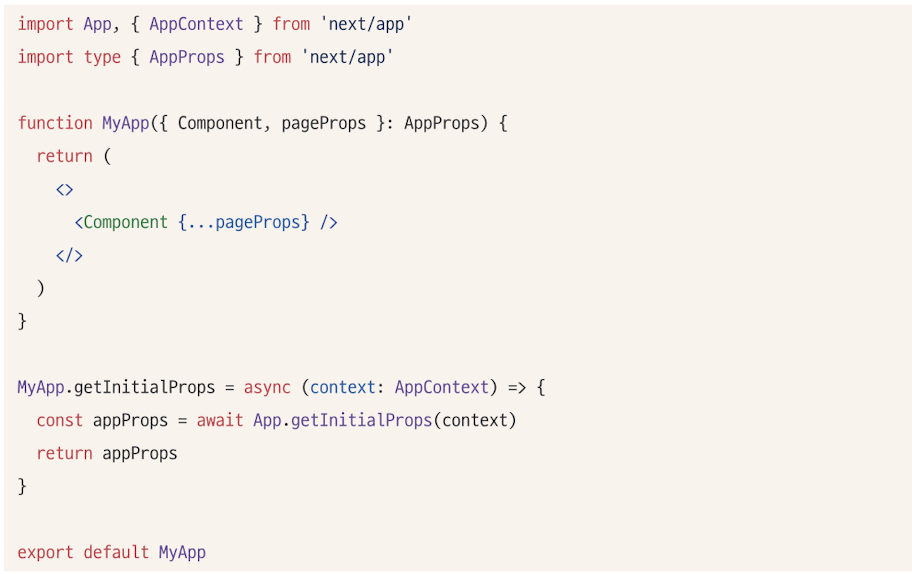 import App, { AppContext } from 'next/app'
import type { AppProps } from 'next/app'
function MyApp({ Component, pageProps }: AppProps) {
return (
<>
<Component {...pageProps} />
</>
)
}
MyApp.getInitialProps = async (context: AppContext) => {
const appProps = await App.getInitialProps(context)
return appProps
}
export default MyApp